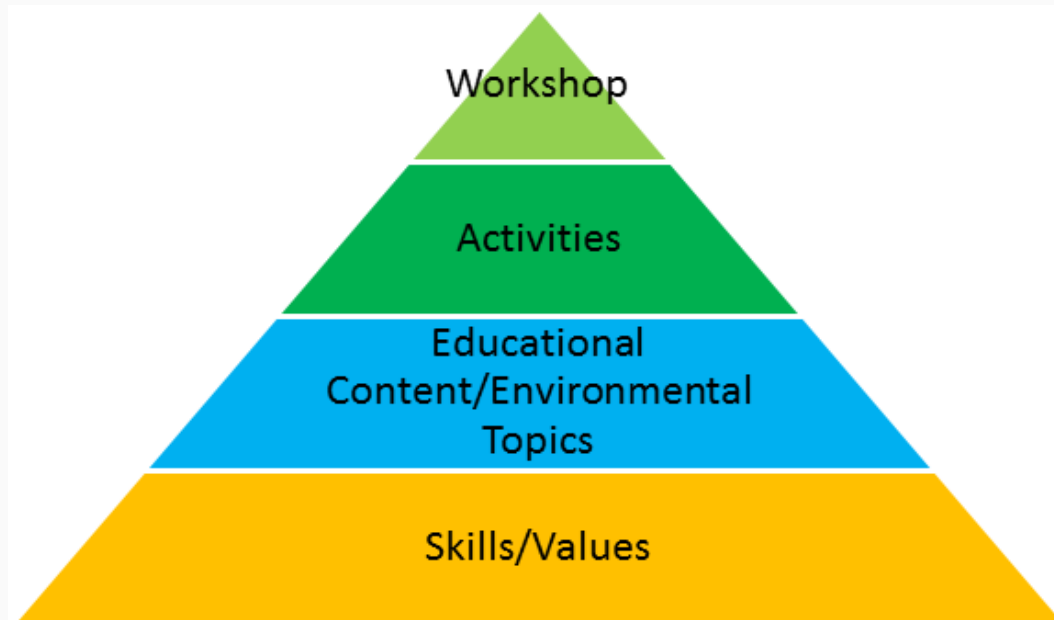 Workshop
Activities
Educational
Content/Environmental
Topics
Skills/Values